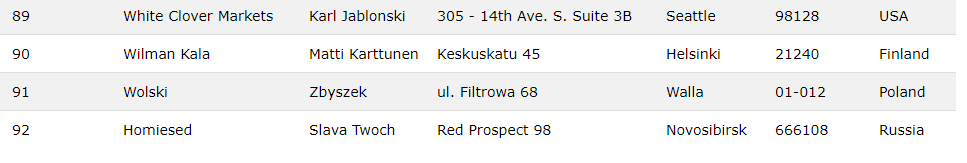 89 White Clover Markets Karl Jablonski 305 - 14th Ave. S. Suite 3B Seattle 98128 USA
90 Wilman Kala Matti Karttunen Keskuskatu 45 Helsinki 21240 Finland
91 Wolski Zbyszek ul. Filtrowa 68 Walla 01-012 Poland
92 Homiesed Slava Twoch Red Prospect 98 Novosibirsk 666108 Russia